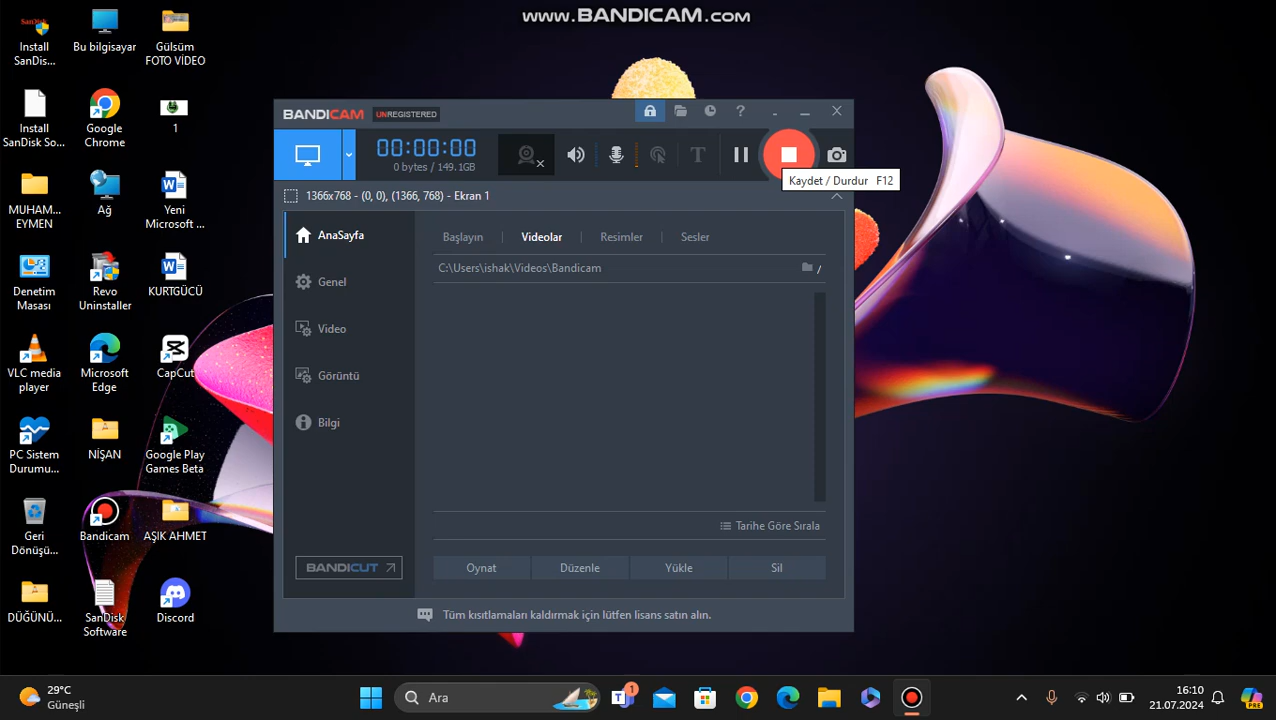 www.BANDICAM.com
SanDisk
Install
SanDis...
Bu bilgisayar
Gülsüm
FOTO VİDEO
Install
SanDisk So...
Google
Chrome
1
MUHAM...
EYMEN
Ağ
Yeni
Microsoft ...
Denetim
Masası
Revo
Uninstaller
KURTGÜCÜ
VLC media
player
Microsoft
Edge
CapCut
PC Sistem
Durumu...
NİŞAN
Google Play
Games Beta
Geri
Dönüşü...
Bandicam
AŞIK AHMET
DÜĞÜNÜ...
SanDisk
Software
Discord
BANDICAM UNREGISTERED
00:00:00
0 bytes / 149.1GB
Kaydet / Durdur F12
1366x768 - (0, 0), (1366, 768) - Ekran 1
AnaSayfa
Genel
Video
Görüntü
Bilgi
BANDICUT
Başlayın Videolar Resimler Sesler
C:\Users\ishak\Videos\Bandicam
Tarihe Göre Sırala
Oynat Düzenle Yükle Sil
Tüm kısıtlamaları kaldırmak için lütfen lisans satın alın.
29°C
Güneşli
Ara
1
16:10
21.07.2024
PRE